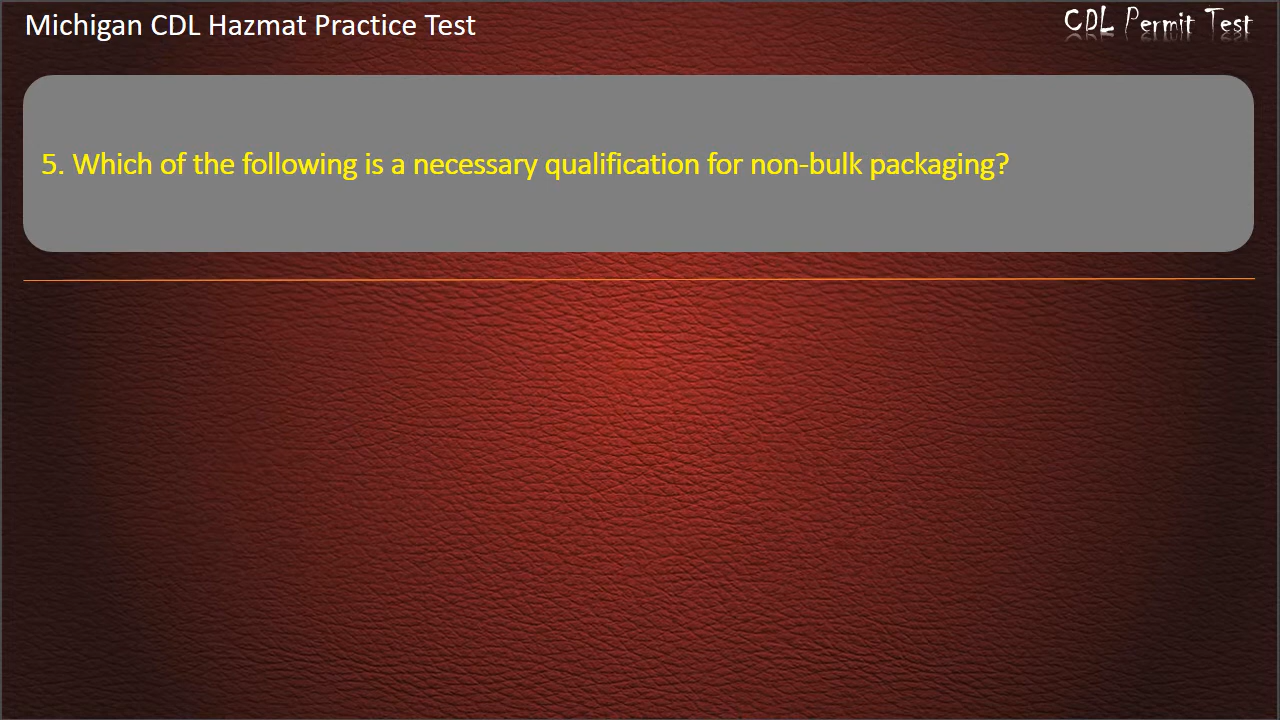 Michigan CDL Hazmat Practice Test
CDL Permit Test
5. Which of the following is a necessary qualification for non-bulk packaging?